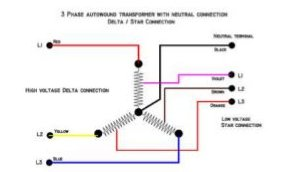 3 Phase autowound transformer with neutral connection
Delta / Star Connection
L1
Red
Neutral terminal
Black
Violet
L1
Brown
L2
Orange
L3
High voltage Delta connection
Low voltage
Star connection
L2
Yellow
L3
Blue